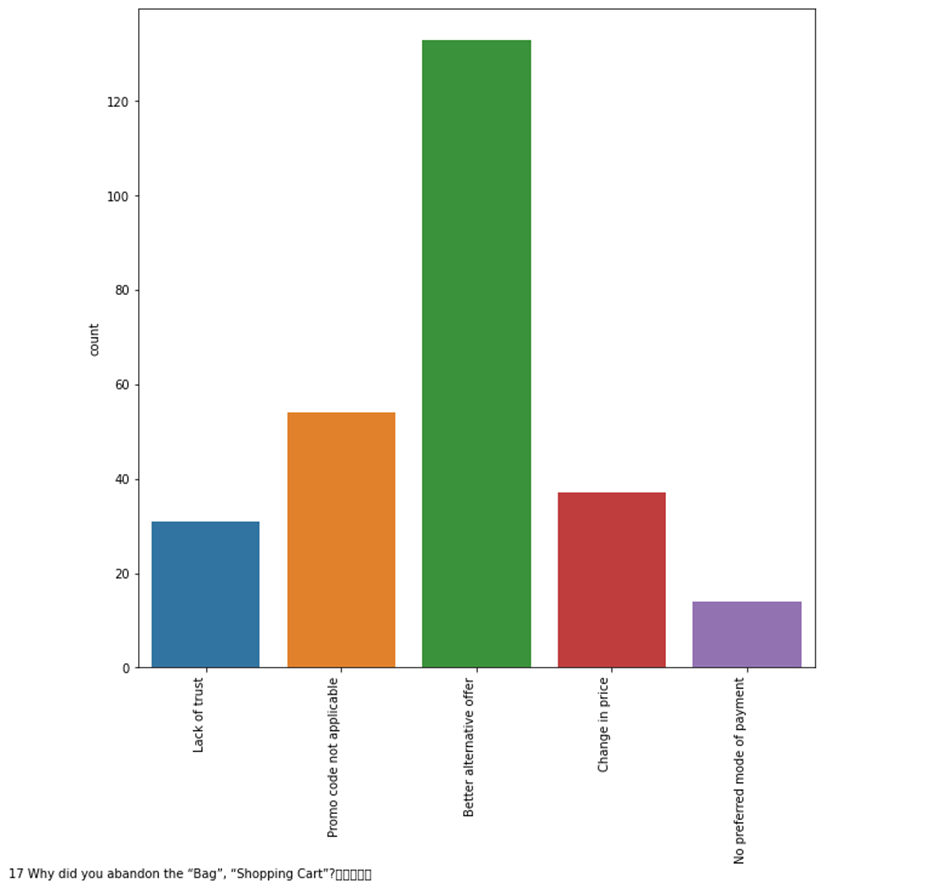 120
100
80
60
40
20
0
count
Lack of trust
Promo code not applicable
Better alternative offer
Change in price
No preferred mode of payment
17 Why did you abandon the “Bag”, “Shopping Cart”?▯▯▯▯▯